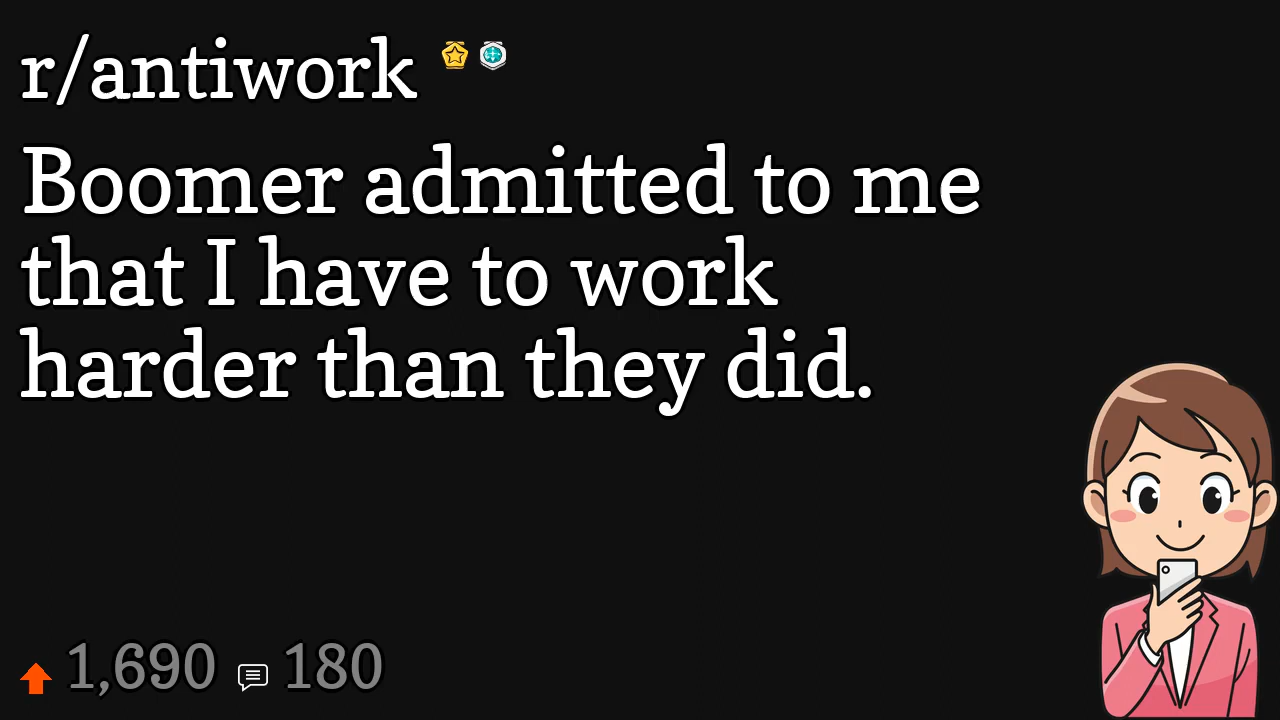 r/antiwork
Boomer admitted to me
that I have to work
harder than they did.
1,690 180